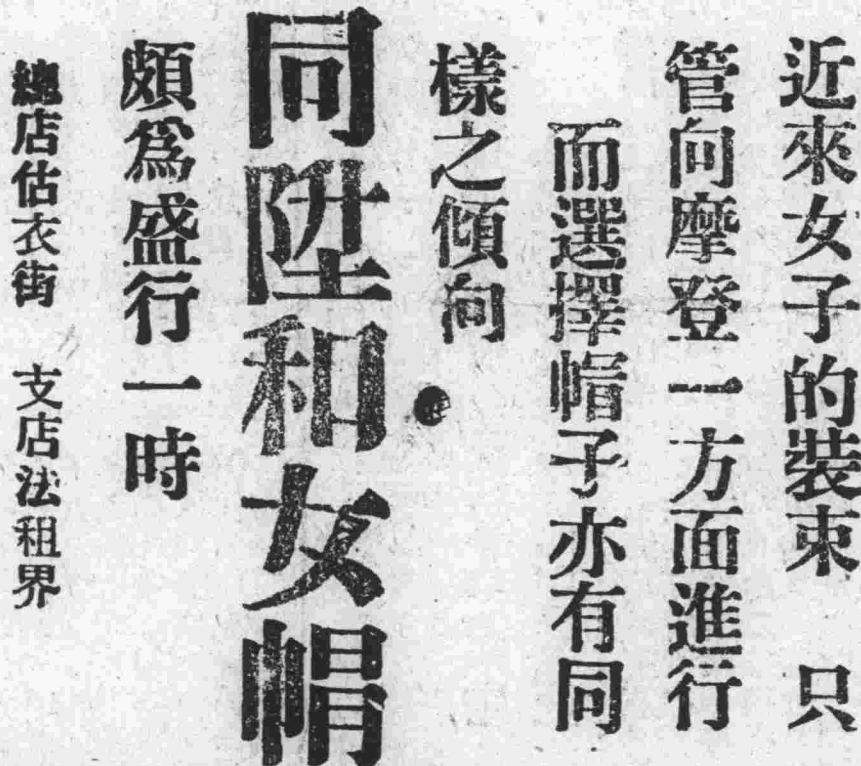 近來女子的裝束　只
管向摩登一方面進行
而選擇帽子亦有同
樣之傾向
同陞和女帽
頗爲盛行一時
總店估衣街　支店法租界